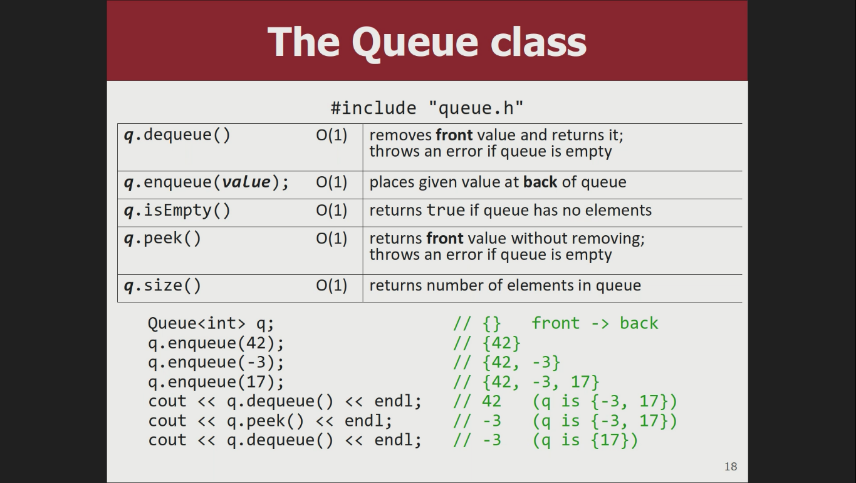 The Queue class
#include "queue.h"
q.dequeue() O(1) removes front value and returns it;
throws an error if queue is empty
q.enqueue(value); O(1) places given value at back of queue
q.isEmpty() O(1) returns true if queue has no elements
q.peek() O(1) returns front value without removing;
throws an error if queue is empty
q.size() O(1) returns number of elements in queue
Queue<int> q; // {} front -> back
q.enqueue(42); // {42}
q.enqueue(-3); // {42, -3}
q.enqueue(17); // {42, -3, 17}
cout << q.dequeue() << endl; // 42 (q is {-3, 17})
cout << q.peek() << endl; // -3 (q is {-3, 17})
cout << q.dequeue() << endl; // -3 (q is {17})
18